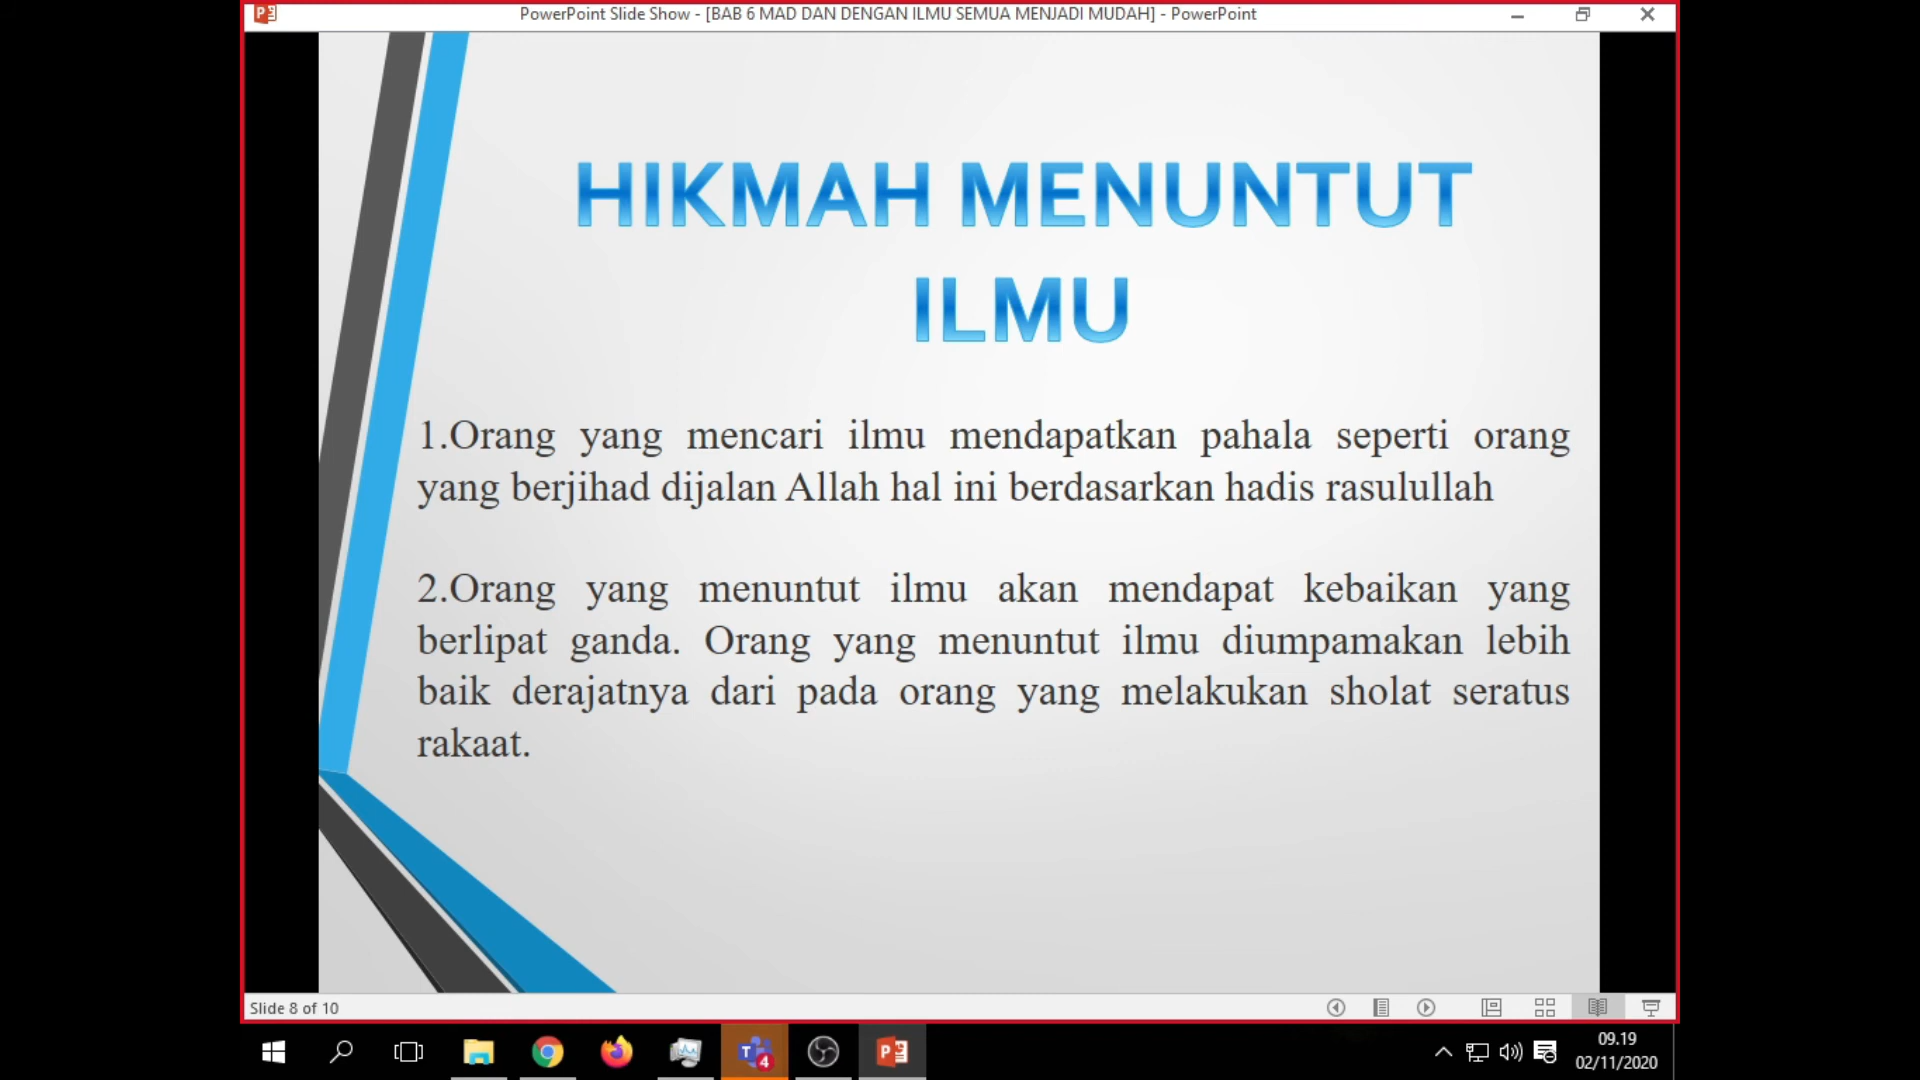 PowerPoint Slide Show - [BAB 6 MAD DAN DENGAN ILMU SEMUA MENJADI MUDAH] - PowerPoint
HIKMAH MENUNTUT
ILMU
1.Orang yang mencari ilmu mendapatkan pahala seperti orang
yang berjihad dijalan Allah hal ini berdasarkan hadis rasulullah
2.Orang yang menuntut ilmu akan mendapat kebaikan yang
berlipat ganda. Orang yang menuntut ilmu diumpamakan lebih
baik derajatnya dari pada orang yang melakukan sholat seratus
rakaat.
Slide 8 of 10
4
09.19
02/11/2020